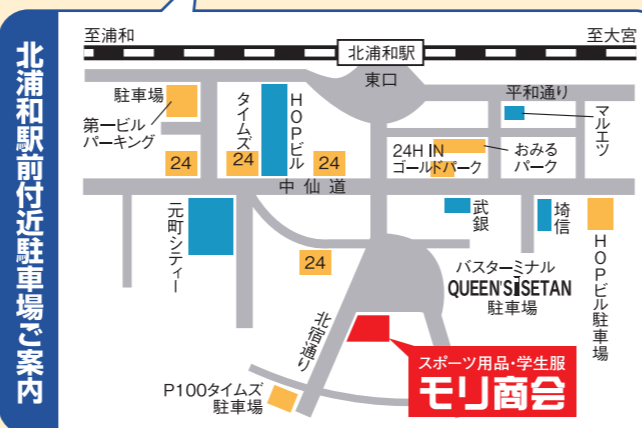 北浦和駅前付近駐車場ご案内
至浦和
北浦和駅
至大宮
東口
駐車場
第一ビル
パーキング
タイムズ
HOPビル
平和通り
マルエツ
24H IN
ゴールドパーク
おみる
パーク
24
24
24
中仙道
元町シティー
武銀
埼信
HOPビル駐車場
24
バスターミナル
QUEEN'S ISETAN
駐車場
北宿通り
スポーツ用品・学生服
モリ商会
P100タイムズ
駐車場